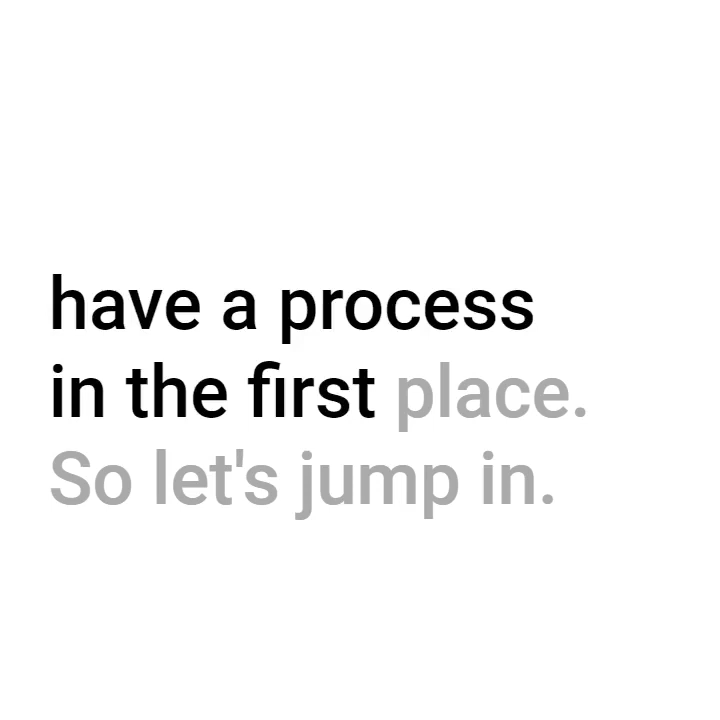 have a process
in the first place.
So let's jump in.